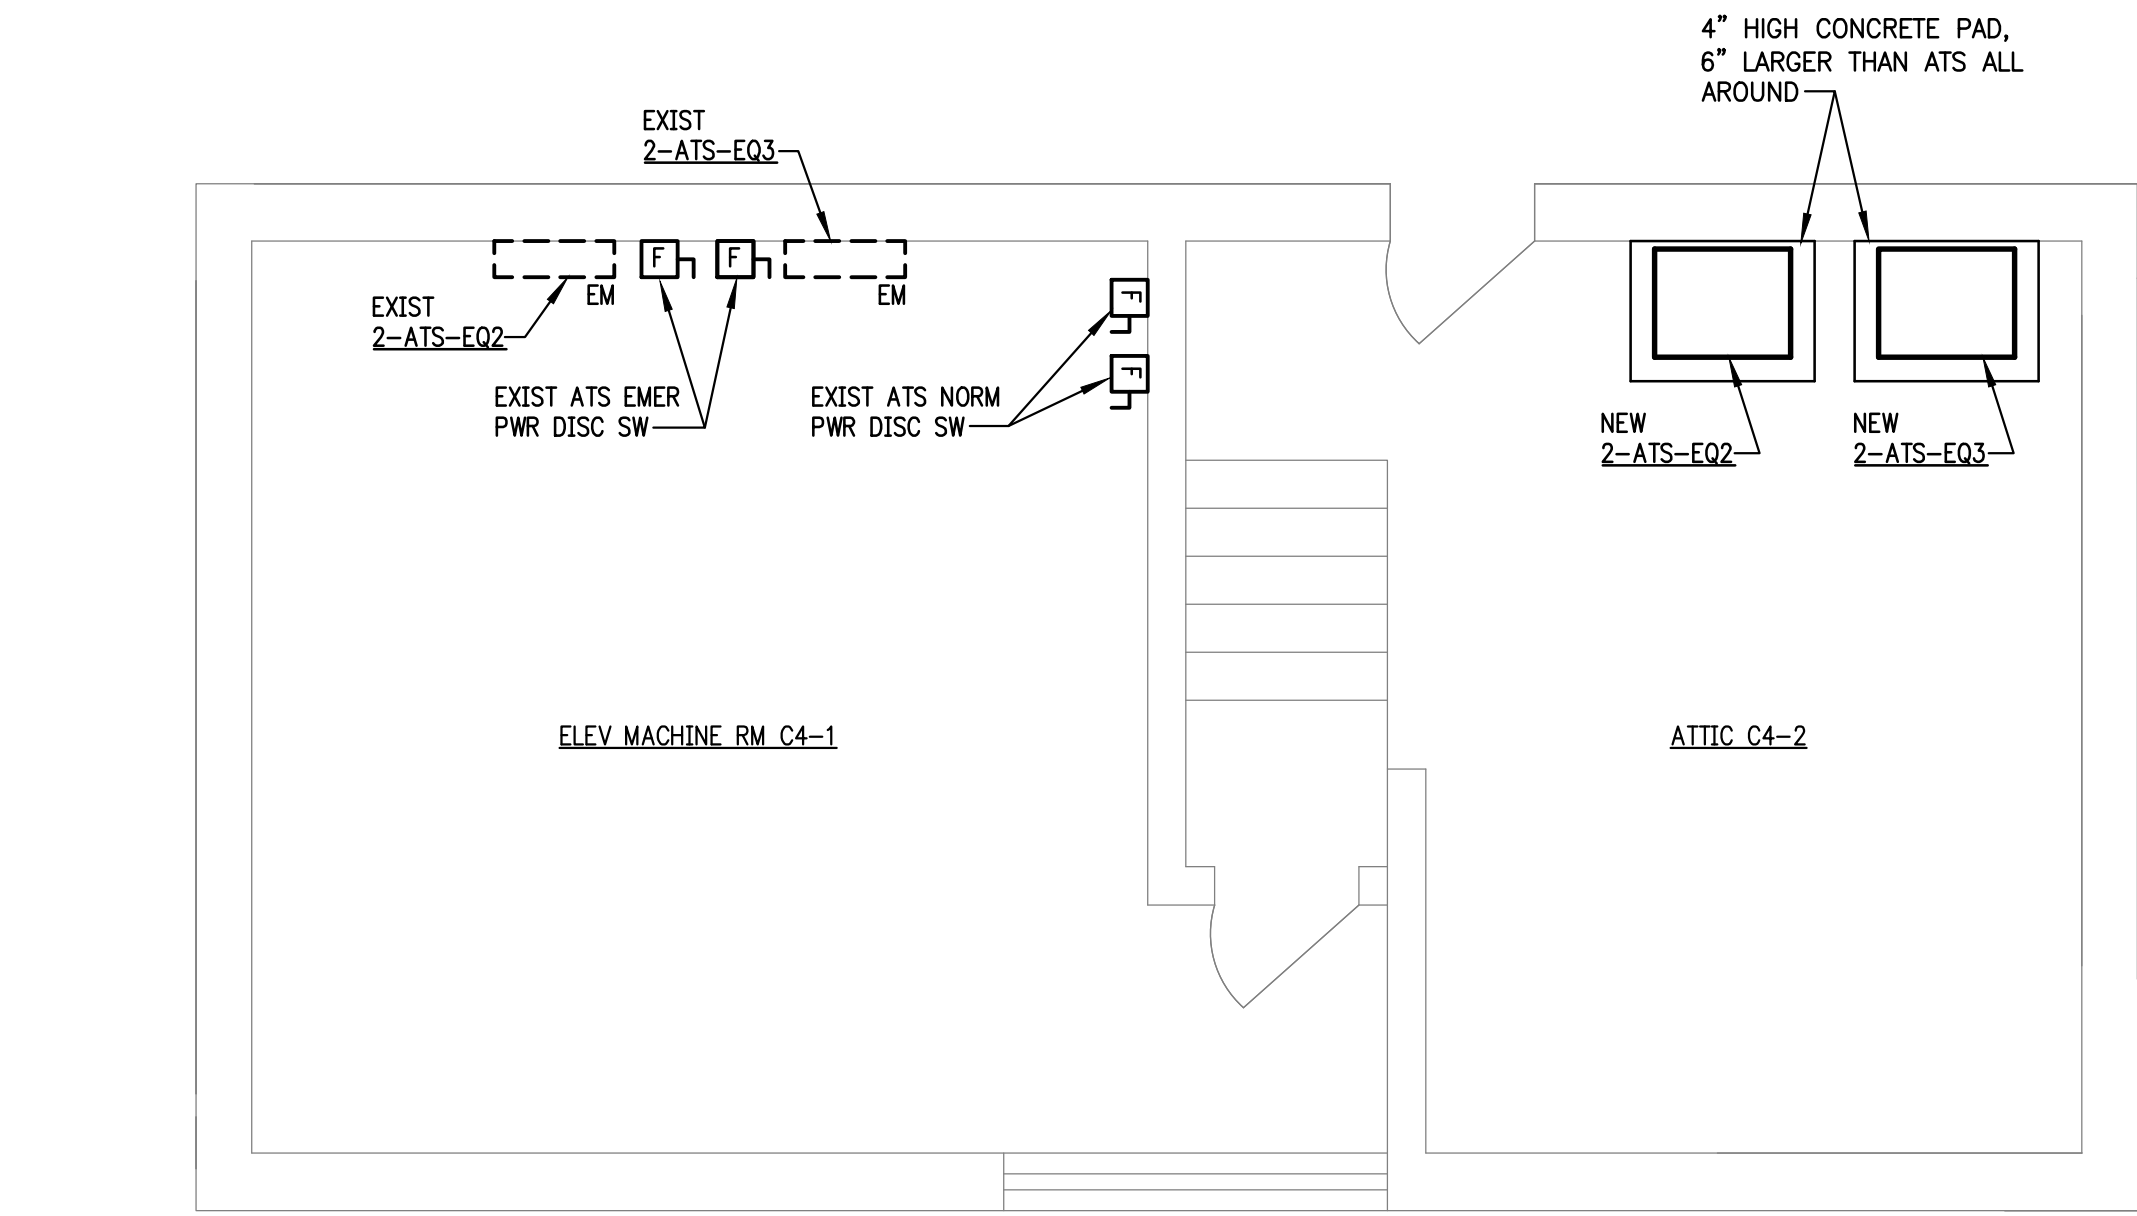 4" HIGH CONCRETE PAD,
6" LARGER THAN ATS ALL
AROUND
EXIST
2-ATS-EQ3
F
F
EM
EM
EXIST
2-ATS-EQ2
F
F
EXIST ATS EMER
PWR DISC SW
EXIST ATS NORM
PWR DISC SW
NEW
2-ATS-EQ2
NEW
2-ATS-EQ3
ELEV MACHINE RM C4-1
ATTIC C4-2